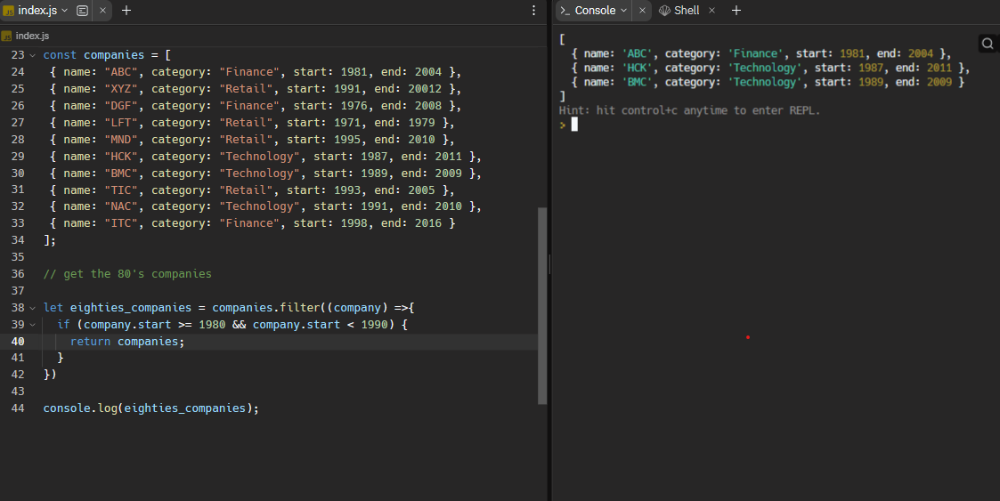 index.js
Console
Shell
index.js
23 const companies = [
24 { name: "ABC", category: "Finance", start: 1981, end: 2004 },
25 { name: "XYZ", category: "Retail", start: 1991, end: 20012 },
26 { name: "DGF", category: "Finance", start: 1976, end: 2008 },
27 { name: "LFT", category: "Retail", start: 1971, end: 1979 },
28 { name: "MND", category: "Retail", start: 1995, end: 2010 },
29 { name: "HCK", category: "Technology", start: 1987, end: 2011 },
30 { name: "BMC", category: "Technology", start: 1989, end: 2009 },
31 { name: "TIC", category: "Retail", start: 1993, end: 2005 },
32 { name: "NAC", category: "Technology", start: 1991, end: 2010 },
33 { name: "ITC", category: "Finance", start: 1998, end: 2016 }
34 ];
35
36 // get the 80's companies
37
38 let eighties_companies = companies.filter((company) =>{
39 if (company.start >= 1980 && company.start < 1990) {
40 return companies;
41 }
42 })
43
44 console.log(eighties_companies);
[
{ name: 'ABC', category: 'Finance', start: 1981, end: 2004 },
{ name: 'HCK', category: 'Technology', start: 1987, end: 2011 },
{ name: 'BMC', category: 'Technology', start: 1989, end: 2009 }
]
Hint: hit control+c anytime to enter REPL.
>